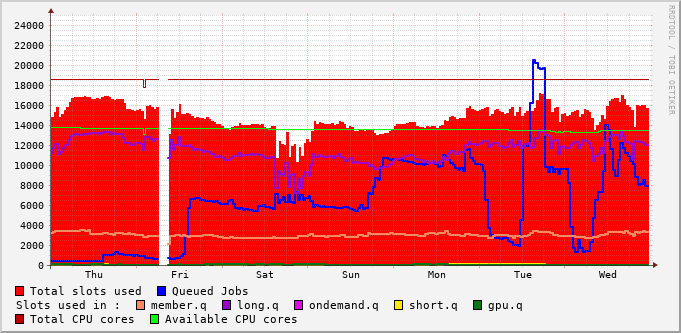 24000
22000
20000
18000
16000
14000
12000
10000
8000
6000
4000
2000
0
Thu Fri Sat Sun Mon Tue Wed
Total slots used Queued Jobs
Slots used in : member.q long.q ondemand.q short.q gpu.q
Total CPU cores Available CPU cores
RRDTOOL / TOBI OETIKER